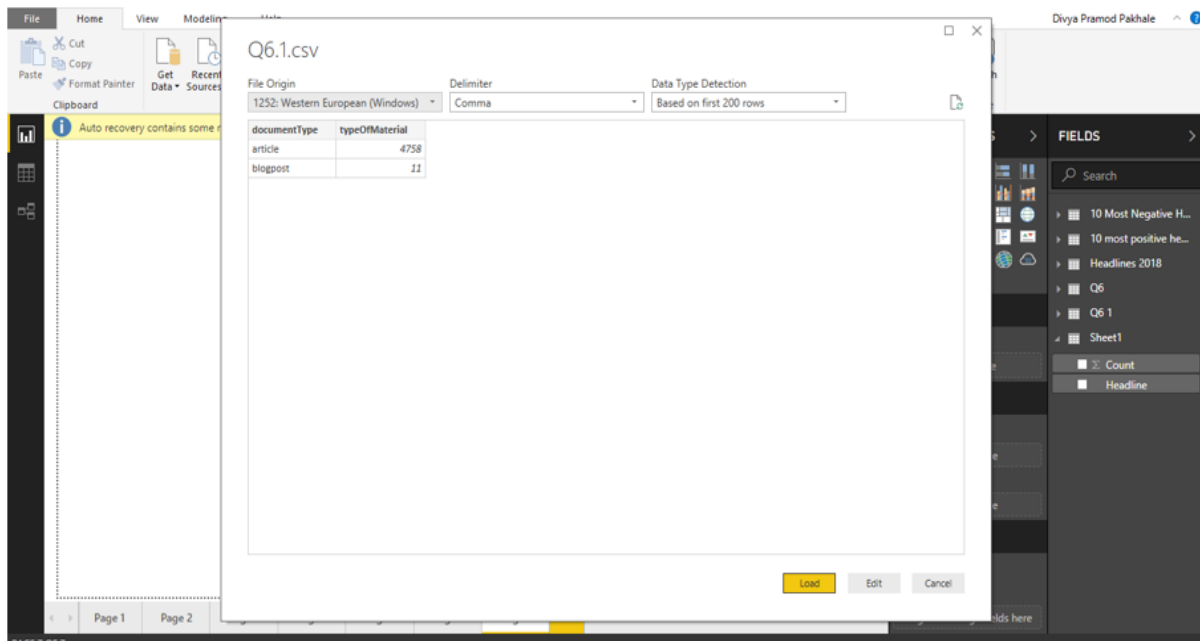 File Home View Modeling Help
Divya Pramod Pakhale
Paste
Cut
Copy
Format Painter
Clipboard
Get Data
Recent Sources
Auto recovery contains some
Q6.1.csv
File Origin Delimiter Data Type Detection
1252: Western European (Windows) Comma Based on first 200 rows
documentType typeOfMaterial
article 4758
blogpost 11
Load Edit Cancel
FIELDS
Search
10 Most Negative H...
10 most positive he...
Headlines 2018
Q6
Q6 1
Sheet1
Σ Count
Headline
elds here
Page 1 Page 2